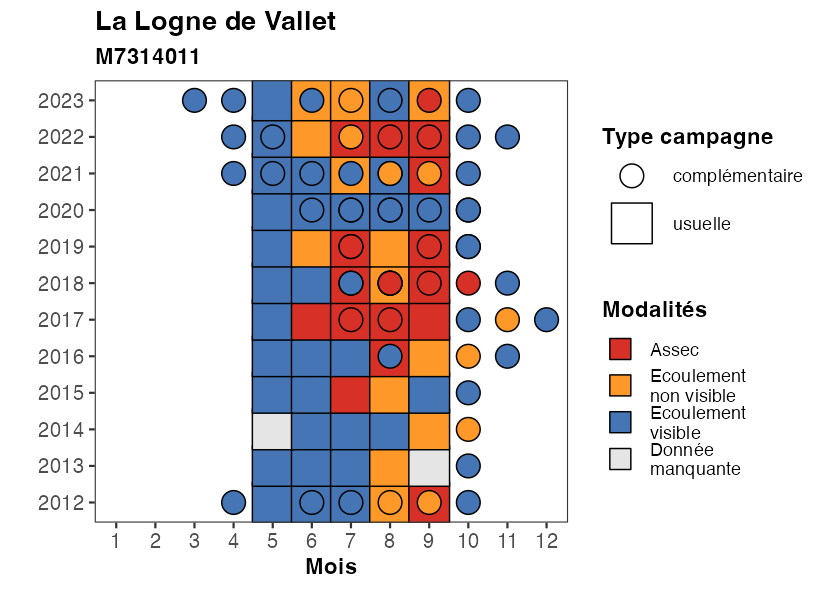 La Logne de Vallet
M7314011
2023
2022
2021
2020
2019
2018
2017
2016
2015
2014
2013
2012
1 2 3 4 5 6 7 8 9 10 11 12
Mois
Type campagne
complémentaire
usuelle
Modalités
Assec
Ecoulement
non visible
Ecoulement
visible
Donnée
manquante